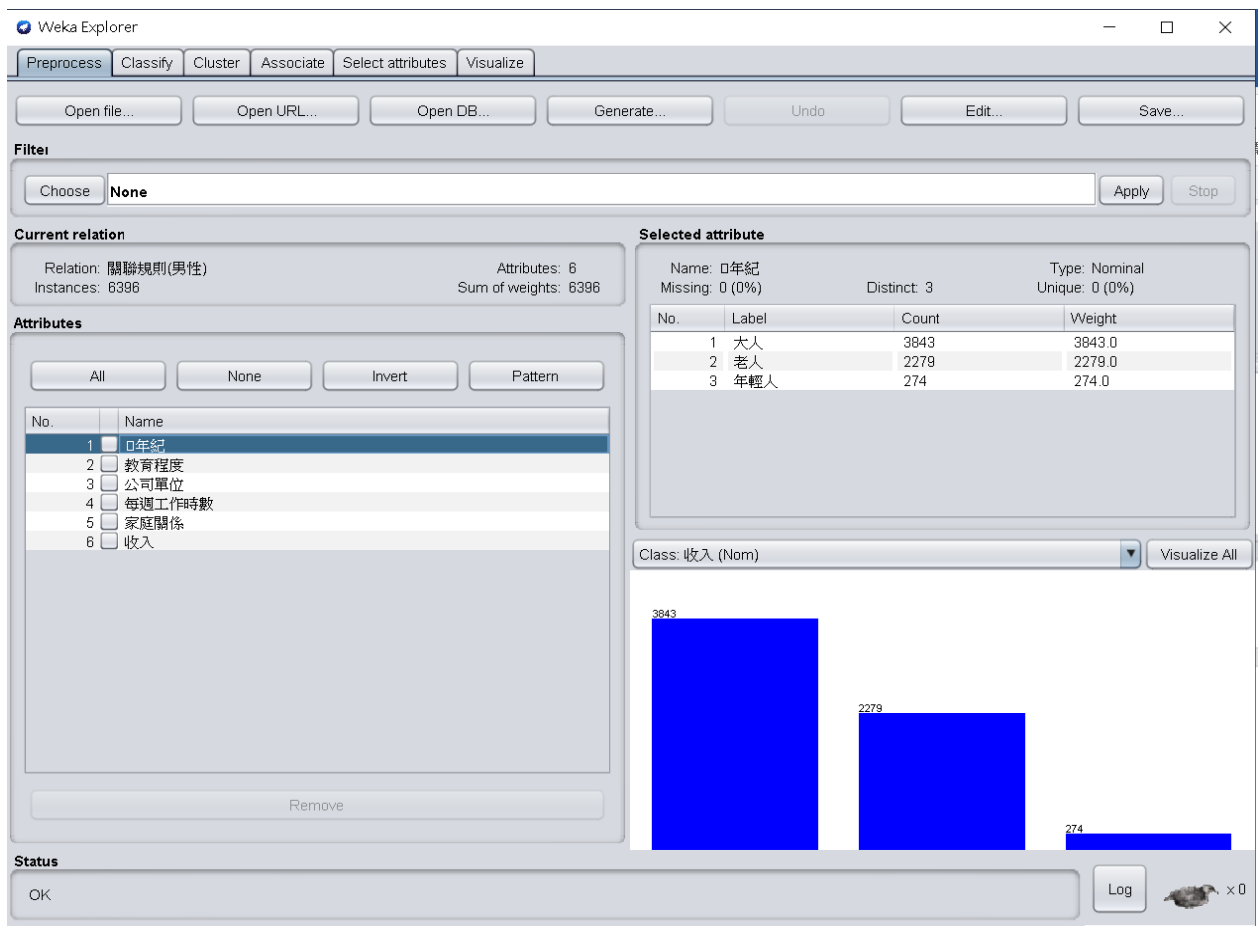 Weka Explorer
Preprocess Classify Cluster Associate Select attributes Visualize
Open file... Open URL... Open DB... Generate... Undo Edit... Save...
Filter
Choose None Apply Stop
Current relation
Relation: 關聯規則(男性) Attributes: 6
Instances: 6396 Sum of weights: 6396
Attributes
All None Invert Pattern
No. Name
1 □年紀
2 教育程度
3 公司單位
4 每週工作時數
5 家庭關係
6 收入
Remove
Selected attribute
Name: □年紀 Type: Nominal
Missing: 0 (0%) Distinct: 3 Unique: 0 (0%)
No. Label Count Weight
1 大人 3843 3843.0
2 老人 2279 2279.0
3 年輕人 274 274.0
Class: 收入 (Nom) Visualize All
3843
2279
274
Status
OK
Log x 0